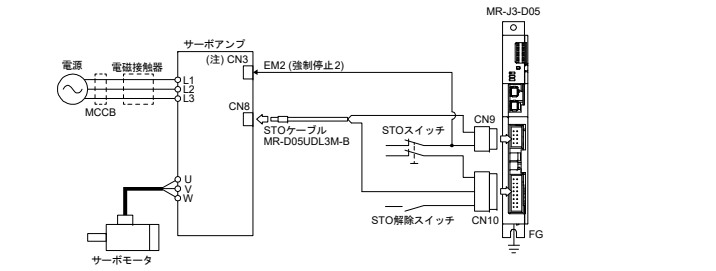 MR-J3-D05
サーボアンプ
(注) CN3
EM2 (強制停止2)
電源
電磁接触器
L1
L2
L3
MCCB
CN8
STOケーブル
MR-D05UDL3M-B
STOスイッチ
CN9
U
V
W
STO解除スイッチ
CN10
FG
サーボモータ